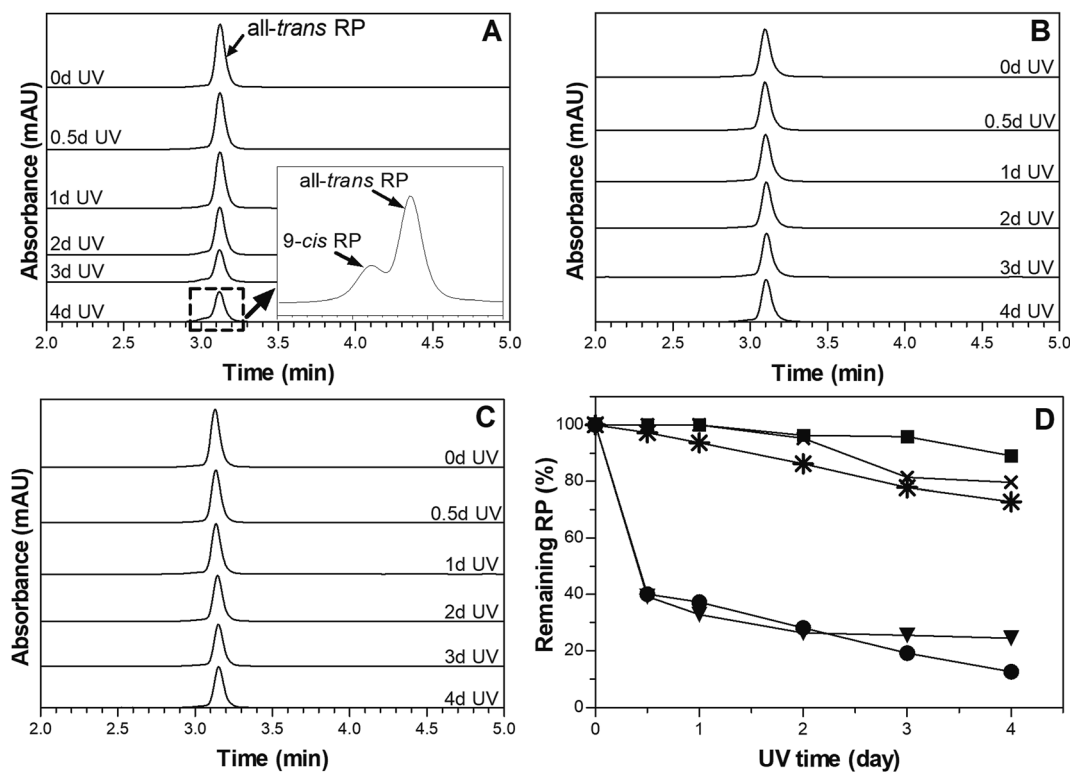 A
all-trans RP
0d UV
0.5d UV
1d UV
2d UV
3d UV
4d UV
all-trans RP
9-cis RP
Absorbance (mAU)
2.0 2.5 3.0 3.5 4.0 4.5 5.0
Time (min)
B
0d UV
0.5d UV
1d UV
2d UV
3d UV
4d UV
Absorbance (mAU)
2.0 2.5 3.0 3.5 4.0 4.5 5.0
Time (min)
C
0d UV
0.5d UV
1d UV
2d UV
3d UV
4d UV
Absorbance (mAU)
2.0 2.5 3.0 3.5 4.0 4.5 5.0
Time (min)
D
100
80
60
40
20
0
Remaining RP (%)
0 1 2 3 4
UV time (day)